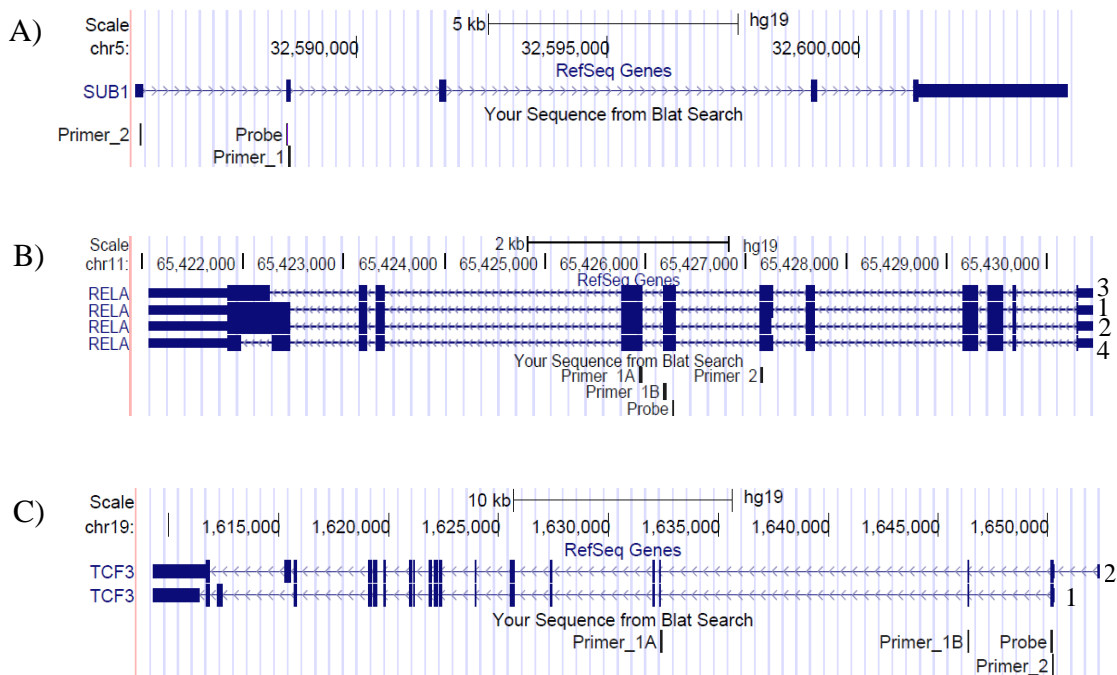 A)
Scale 5 kb hg19
chr5: 32,590,000 32,595,000 32,600,000
RefSeq Genes
SUB1
Your Sequence from Blat Search
Primer_2 Probe
Primer_1
B)
Scale 2 kb hg19
chr11: 65,422,000 65,423,000 65,424,000 65,425,000 65,426,000 65,427,000 65,428,000 65,429,000 65,430,000
RefSeq Genes
RELA 3
RELA 1
RELA 2
RELA 4
Your Sequence from Blat Search
Primer_1A Primer_2
Primer_1B
Probe
C)
Scale 10 kb hg19
chr19: 1,615,000 1,620,000 1,625,000 1,630,000 1,635,000 1,640,000 1,645,000 1,650,000
RefSeq Genes
TCF3 2
TCF3 1
Your Sequence from Blat Search
Primer_1A Primer_1B Probe
Primer_2